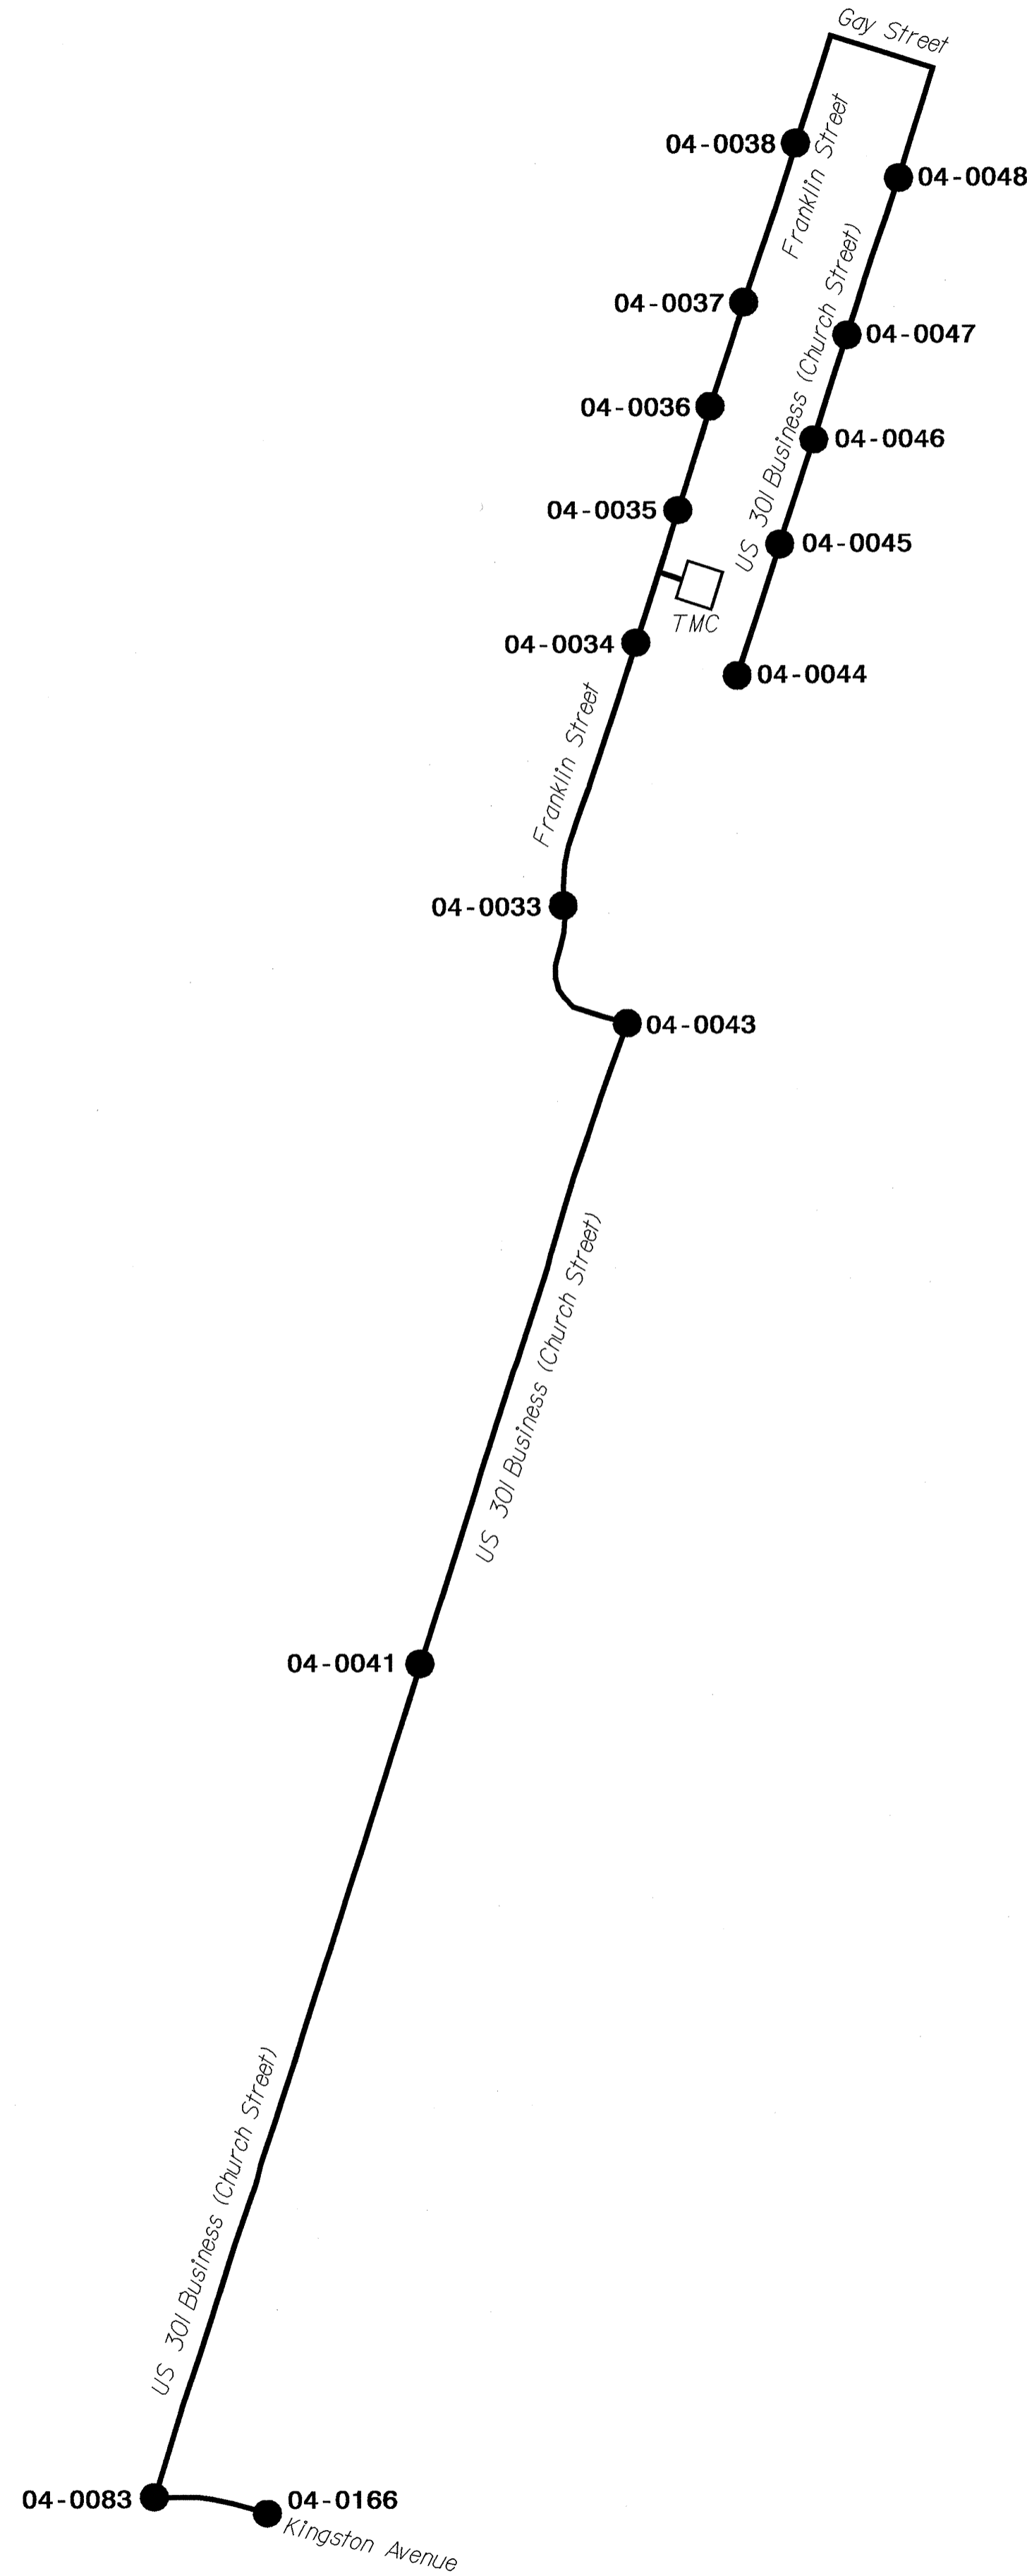 Gay Street
04-0038
Franklin Street
04-0048
04-0037
US 301 Business (Church Street)
04-0047
04-0036
04-0046
04-0035
04-0045
TMC
04-0034
04-0044
Franklin Street
04-0033
04-0043
US 301 Business (Church Street)
04-0041
US 301 Business (Church Street)
04-0083
04-0166
Kingston Avenue